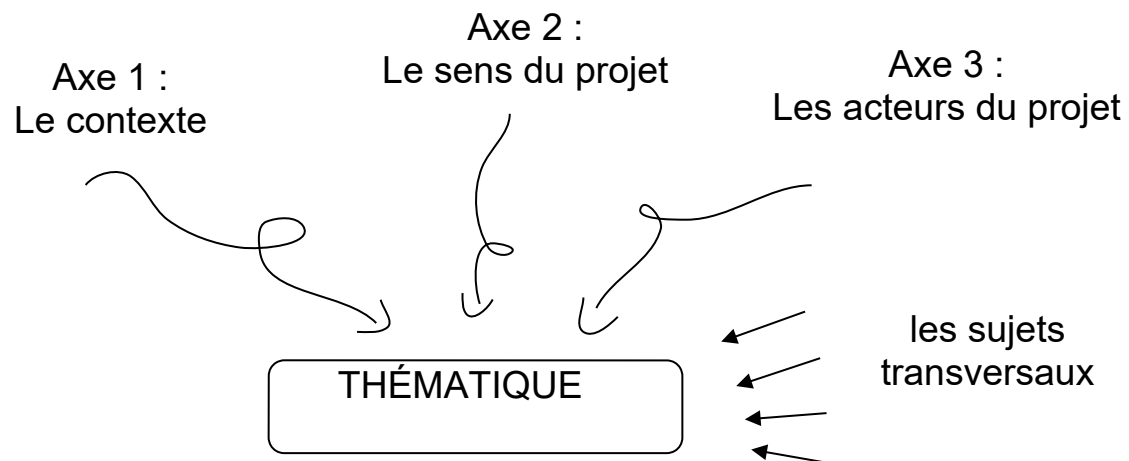 Axe 1 :
Le contexte
Axe 2 :
Le sens du projet
Axe 3 :
Les acteurs du projet
les sujets
transversaux
THÉMATIQUE